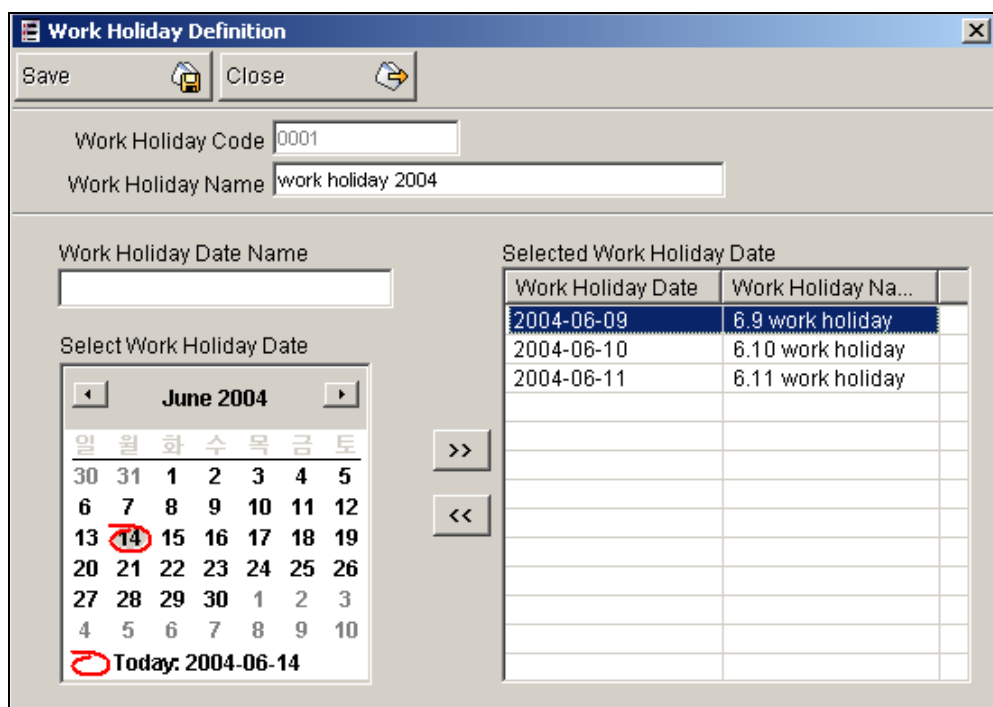 Work Holiday Definition
Save Close
Work Holiday Code 0001
Work Holiday Name work holiday 2004
Work Holiday Date Name
Select Work Holiday Date
June 2004
일 월 화 수 목 금 토
30 31 1 2 3 4 5
6 7 8 9 10 11 12
13 14 15 16 17 18 19
20 21 22 23 24 25 26
27 28 29 30 1 2 3
4 5 6 7 8 9 10
Today: 2004-06-14
>>
<<
Selected Work Holiday Date
Work Holiday Date Work Holiday Na...
2004-06-09 6.9 work holiday
2004-06-10 6.10 work holiday
2004-06-11 6.11 work holiday